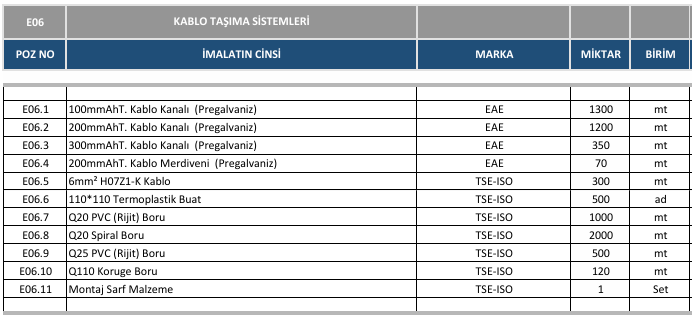 E06 KABLO TAŞIMA SİSTEMLERİ
POZ NO İMALATIN CİNSİ MARKA MİKTAR BİRİM
E06.1 100mmAhT. Kablo Kanalı (Pregalvaniz) EAE 1300 mt
E06.2 200mmAhT. Kablo Kanalı (Pregalvaniz) EAE 1200 mt
E06.3 300mmAhT. Kablo Kanalı (Pregalvaniz) EAE 350 mt
E06.4 200mmAhT. Kablo Merdiveni (Pregalvaniz) EAE 70 mt
E06.5 6mm² H07Z1-K Kablo TSE-ISO 300 mt
E06.6 110*110 Termoplastik Buat TSE-ISO 500 ad
E06.7 Q20 PVC (Rijit) Boru TSE-ISO 1000 mt
E06.8 Q20 Spiral Boru TSE-ISO 2000 mt
E06.9 Q25 PVC (Rijit) Boru TSE-ISO 500 mt
E06.10 Q110 Koruge Boru TSE-ISO 120 mt
E06.11 Montaj Sarf Malzeme TSE-ISO 1 Set